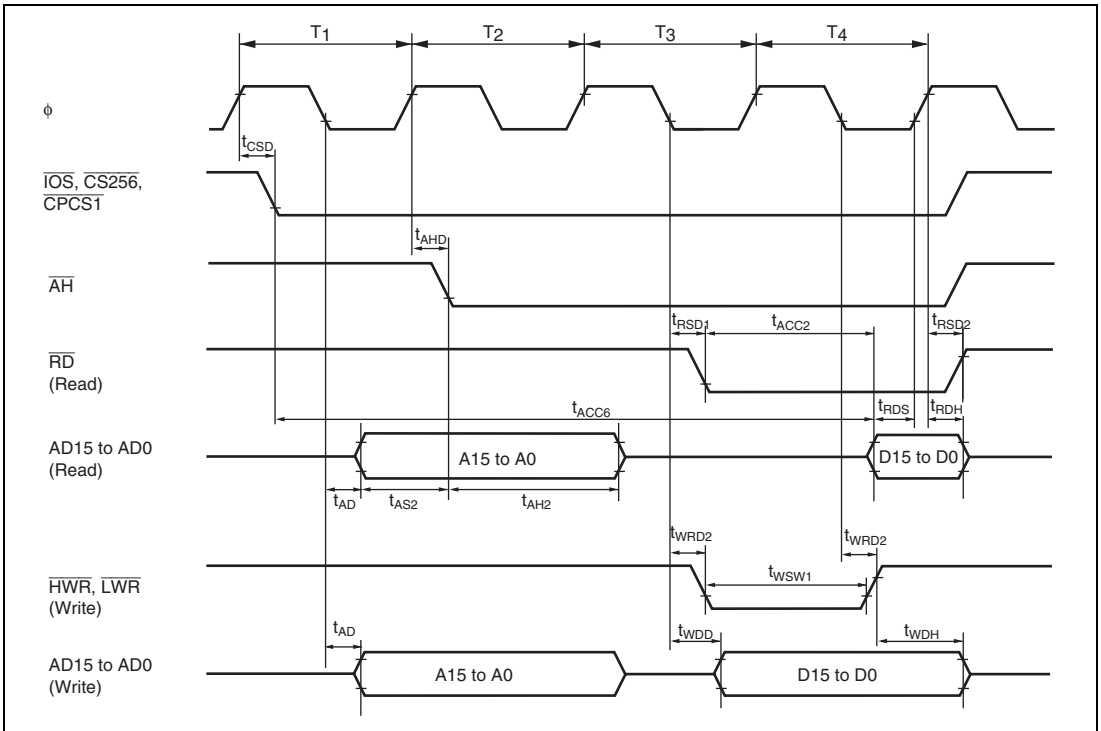 T1 T2 T3 T4
ϕ
tCSD
IOS, CS256,
CPCS1
tAHD
AH
tRSD1 tACC2 tRSD2
RD
(Read)
tACC6 tRDS tRDH
AD15 to AD0
(Read)
A15 to A0 D15 to D0
tAD tAS2 tAH2
tWRD2 tWRD2
HWR, LWR
(Write)
tWSW1
tAD tWDD tWDH
AD15 to AD0
(Write)
A15 to A0 D15 to D0